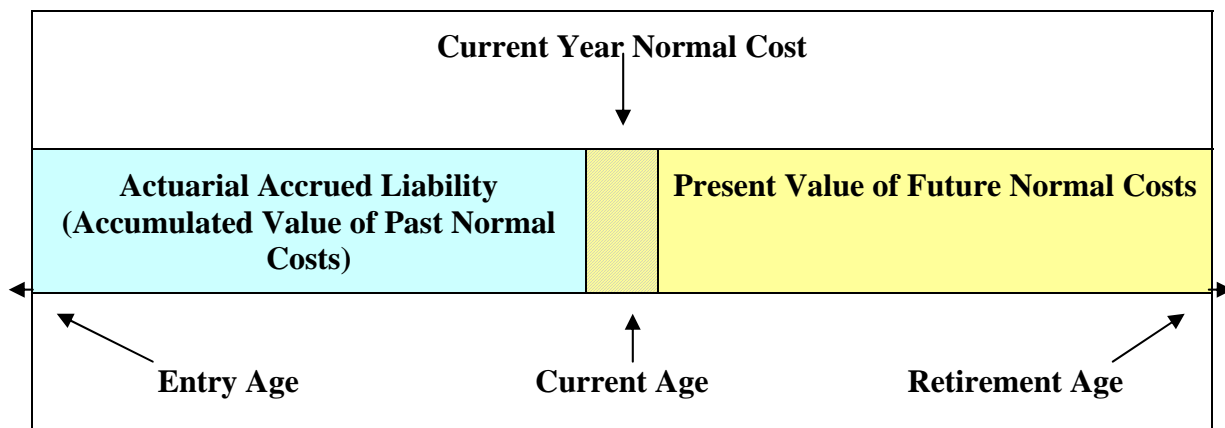 Current Year Normal Cost
Actuarial Accrued Liability
(Accumulated Value of Past Normal
Costs)
Present Value of Future Normal Costs
Entry Age
Current Age
Retirement Age